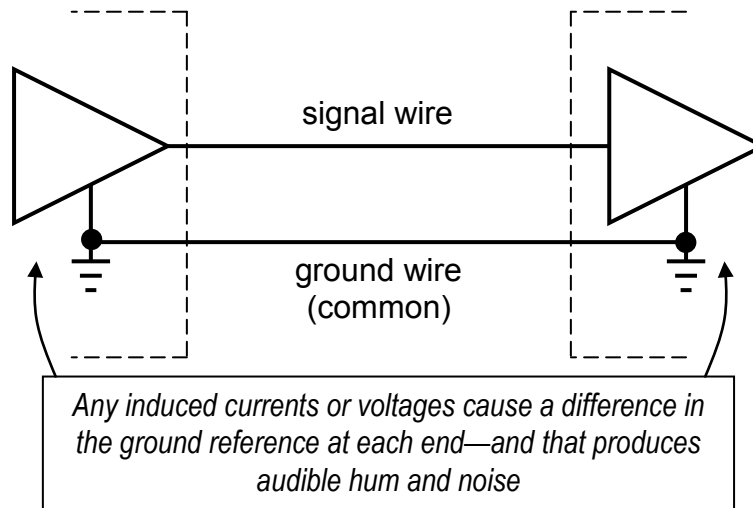 signal wire
ground wire
(common)
Any induced currents or voltages cause a difference in
the ground reference at each end—and that produces
audible hum and noise